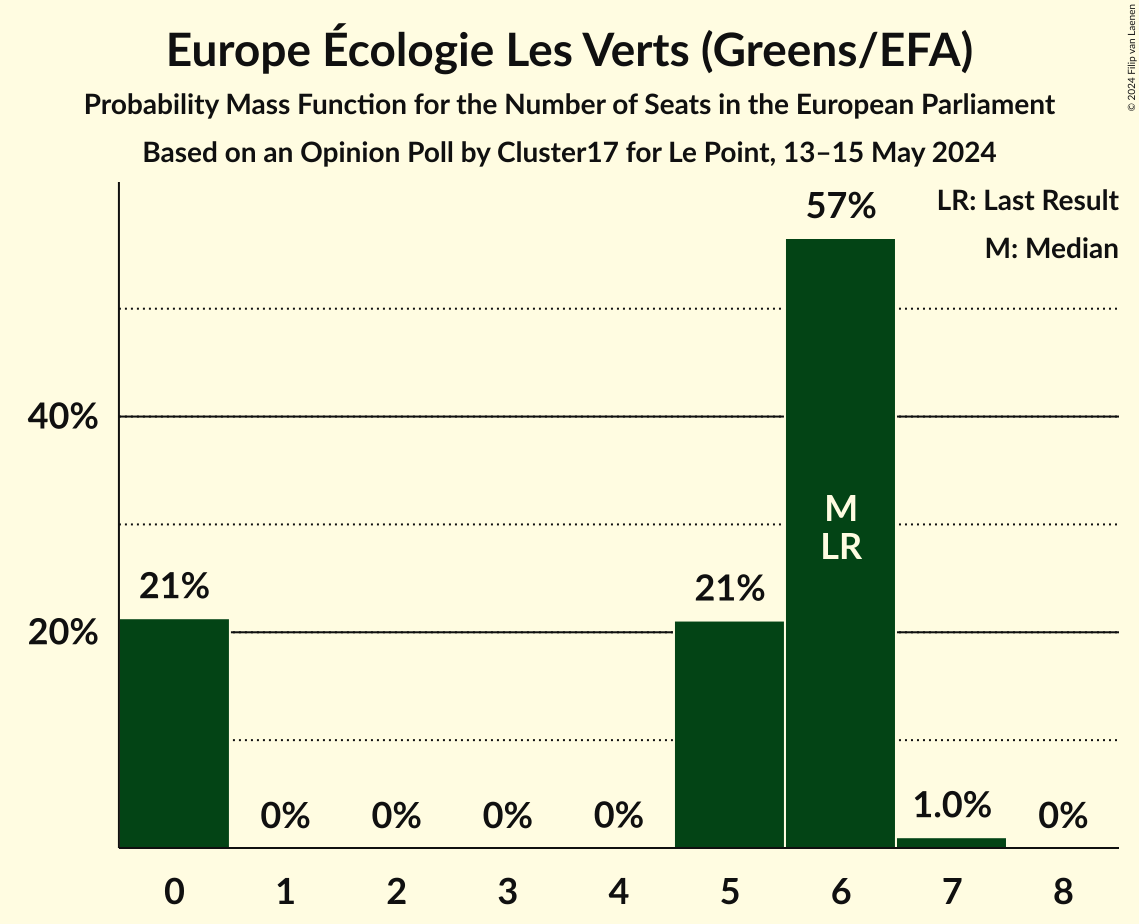 Europe Écologie Les Verts (Greens/EFA)
Probability Mass Function for the Number of Seats in the European Parliament
Based on an Opinion Poll by Cluster17 for Le Point, 13–15 May 2024
© 2024 Filip van Laenen
LR: Last Result
M: Median
57%
40%
M
LR
21%
21%
20%
0%
0%
0%
0%
1.0%
0%
0
1
2
3
4
5
6
7
8